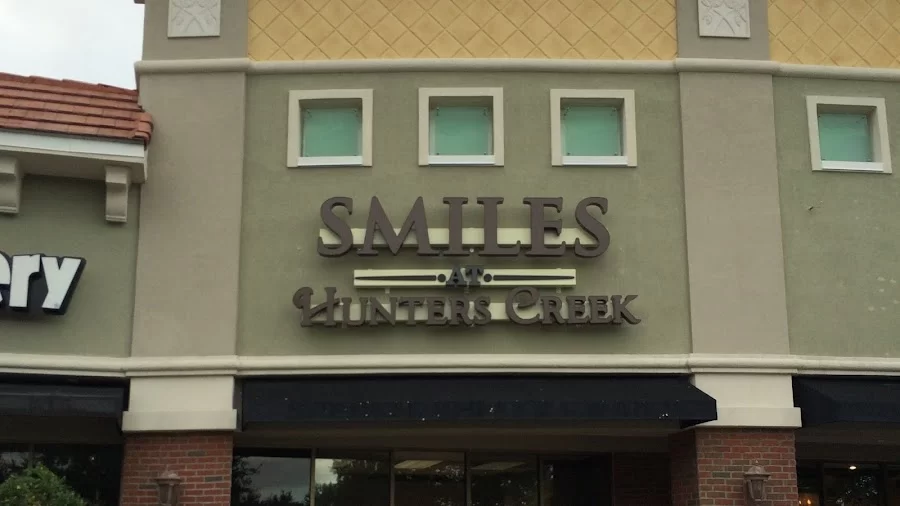 SMILES
AT
HUNTERS CREEK
ery